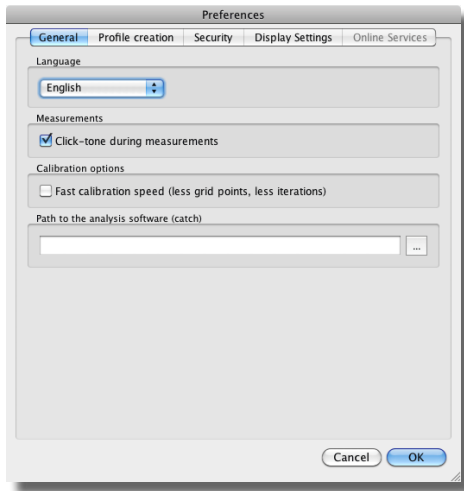 Preferences
General Profile creation Security Display Settings Online Services
Language
English
Measurements
Click-tone during measurements
Calibration options
Fast calibration speed (less grid points, less iterations)
Path to the analysis software (catch)
...
Cancel OK